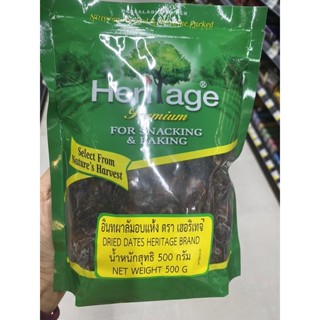 Heritage®
Premium
FOR SNACKING
& BAKING
Select From
Nature's Harvest
อินทผาลัมอบแห้ง ตรา เฮอริเทจ
DRIED DATES HERITAGE BRAND
น้ำหนักสุทธิ 500 กรัม
NET WEIGHT 500 G